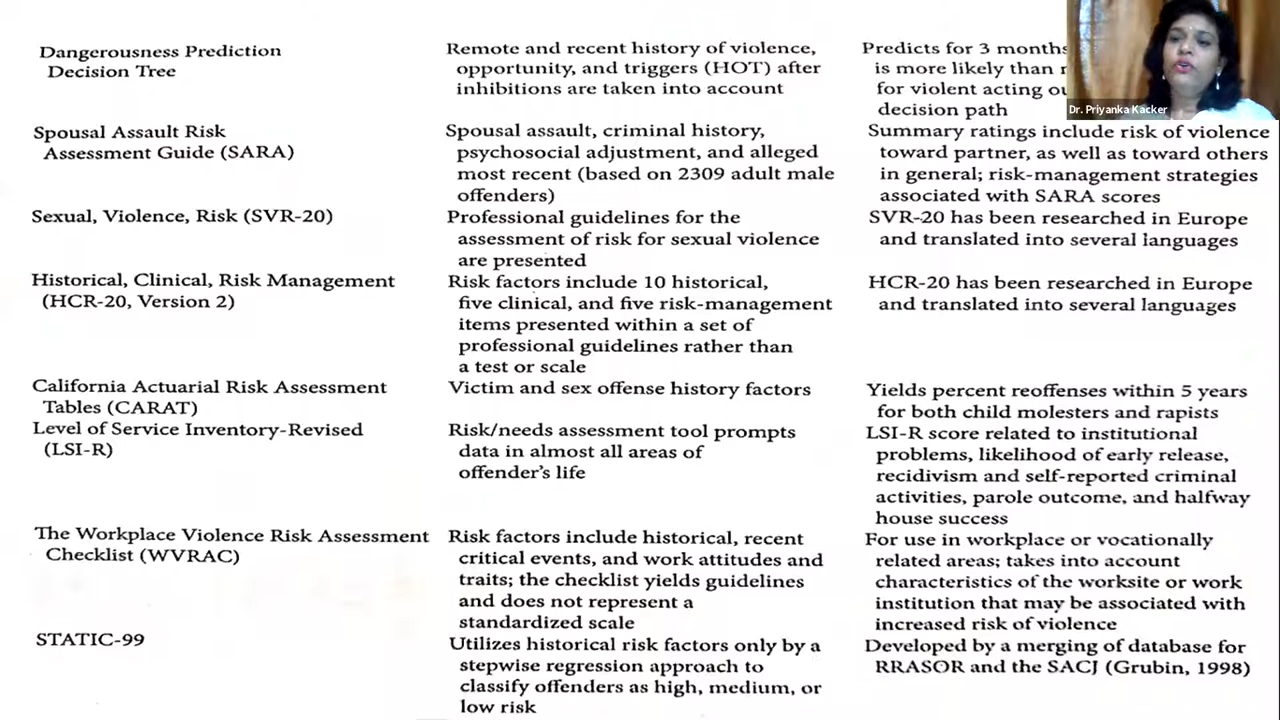 Dangerousness Prediction
Decision Tree
Remote and recent history of violence,
opportunity, and triggers (HOT) after
inhibitions are taken into account
Predicts for 3 months
is more likely than
for violent acting
decision path
Dr. Priyanka Kacker
Spousal Assault Risk
Assessment Guide (SARA)
Spousal assault, criminal history,
psychosocial adjustment, and alleged
most recent (based on 2309 adult male
offenders)
Summary ratings include risk of violence
toward partner, as well as toward others
in general; risk-management strategies
associated with SARA scores
Sexual, Violence, Risk (SVR-20)
Professional guidelines for the
assessment of risk for sexual violence
are presented
SVR-20 has been researched in Europe
and translated into several languages
Historical, Clinical, Risk Management
(HCR-20, Version 2)
Risk factors include 10 historical,
five clinical, and five risk-management
items presented within a set of
professional guidelines rather than
a test or scale
HCR-20 has been researched in Europe
and translated into several languages
California Actuarial Risk Assessment
Tables (CARAT)
Victim and sex offense history factors
Yields percent reoffenses within 5 years
for both child molesters and rapists
Level of Service Inventory-Revised
(LSI-R)
Risk/needs assessment tool prompts
data in almost all areas of
offender's life
LSI-R score related to institutional
problems, likelihood of early release,
recidivism and self-reported criminal
activities, parole outcome, and halfway
house success
The Workplace Violence Risk Assessment
Checklist (WVRAC)
Risk factors include historical, recent
critical events, and work attitudes and
traits; the checklist yields guidelines
and does not represent a
standardized scale
For use in workplace or vocationally
related areas; takes into account
characteristics of the worksite or work
institution that may be associated with
increased risk of violence
STATIC-99
Utilizes historical risk factors only by a
stepwise regression approach to
classify offenders as high, medium, or
low risk
Developed by a merging of database for
RRASOR and the SACJ (Grubin, 1998)